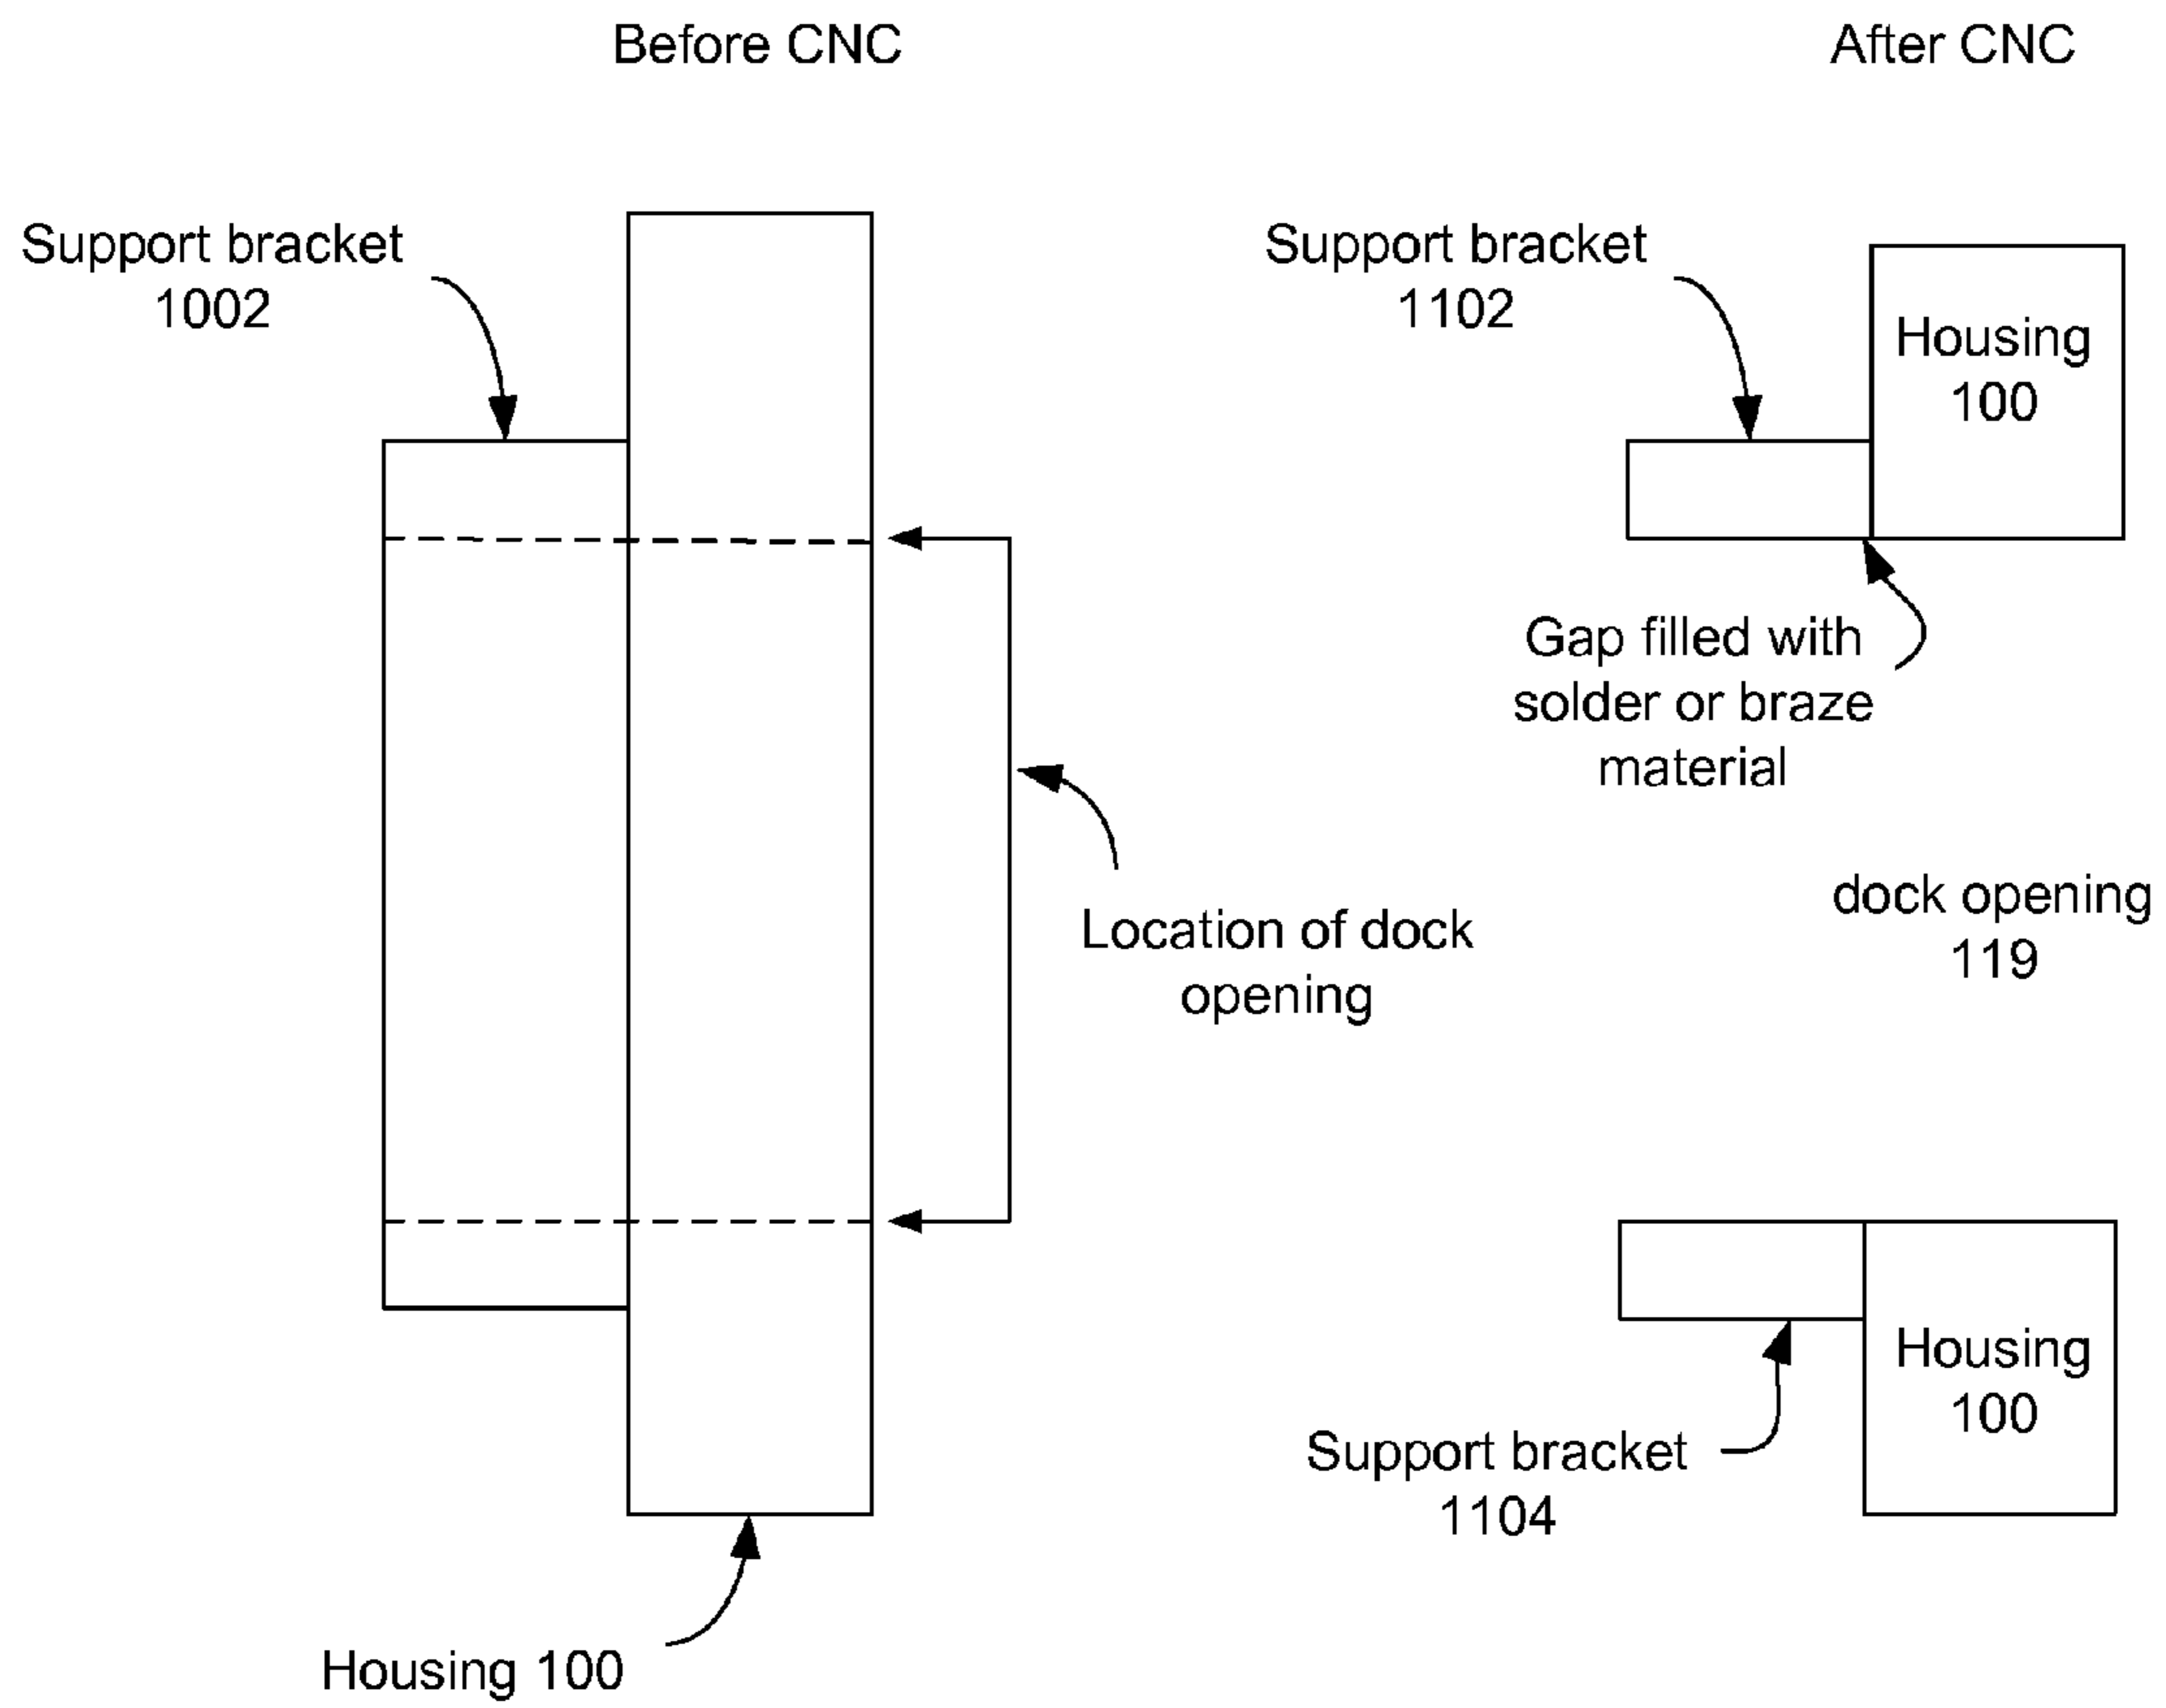 Before CNC
After CNC
Support bracket
1002
Support bracket
1102
Housing
100
Gap filled with
solder or braze
material
dock opening
119
Location of dock
opening
Housing
100
Support bracket
1104
Housing 100